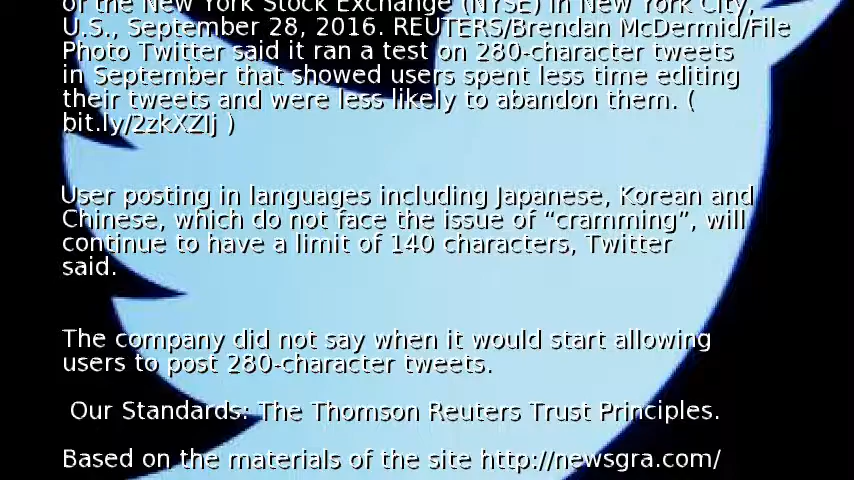 of the New York Stock Exchange (NYSE) in New York City,
U.S., September 28, 2016. REUTERS/Brendan McDermid/File
Photo Twitter said it ran a test on 280-character tweets
in September that showed users spent less time editing
their tweets and were less likely to abandon them. (
bit.ly/2zkXZIj )
User posting in languages including Japanese, Korean and
Chinese, which do not face the issue of “cramming”, will
continue to have a limit of 140 characters, Twitter
said.
The company did not say when it would start allowing
users to post 280-character tweets.
Our Standards: The Thomson Reuters Trust Principles.
Based on the materials of the site http://newsgra.com/